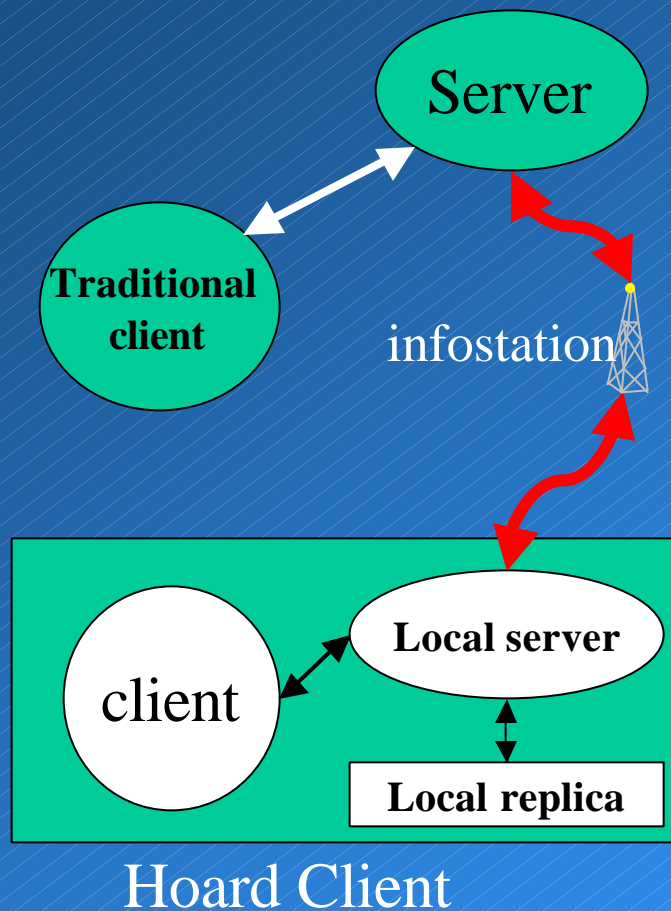 Server
Traditional
client
infostation
Local server
client
Local replica
Hoard Client